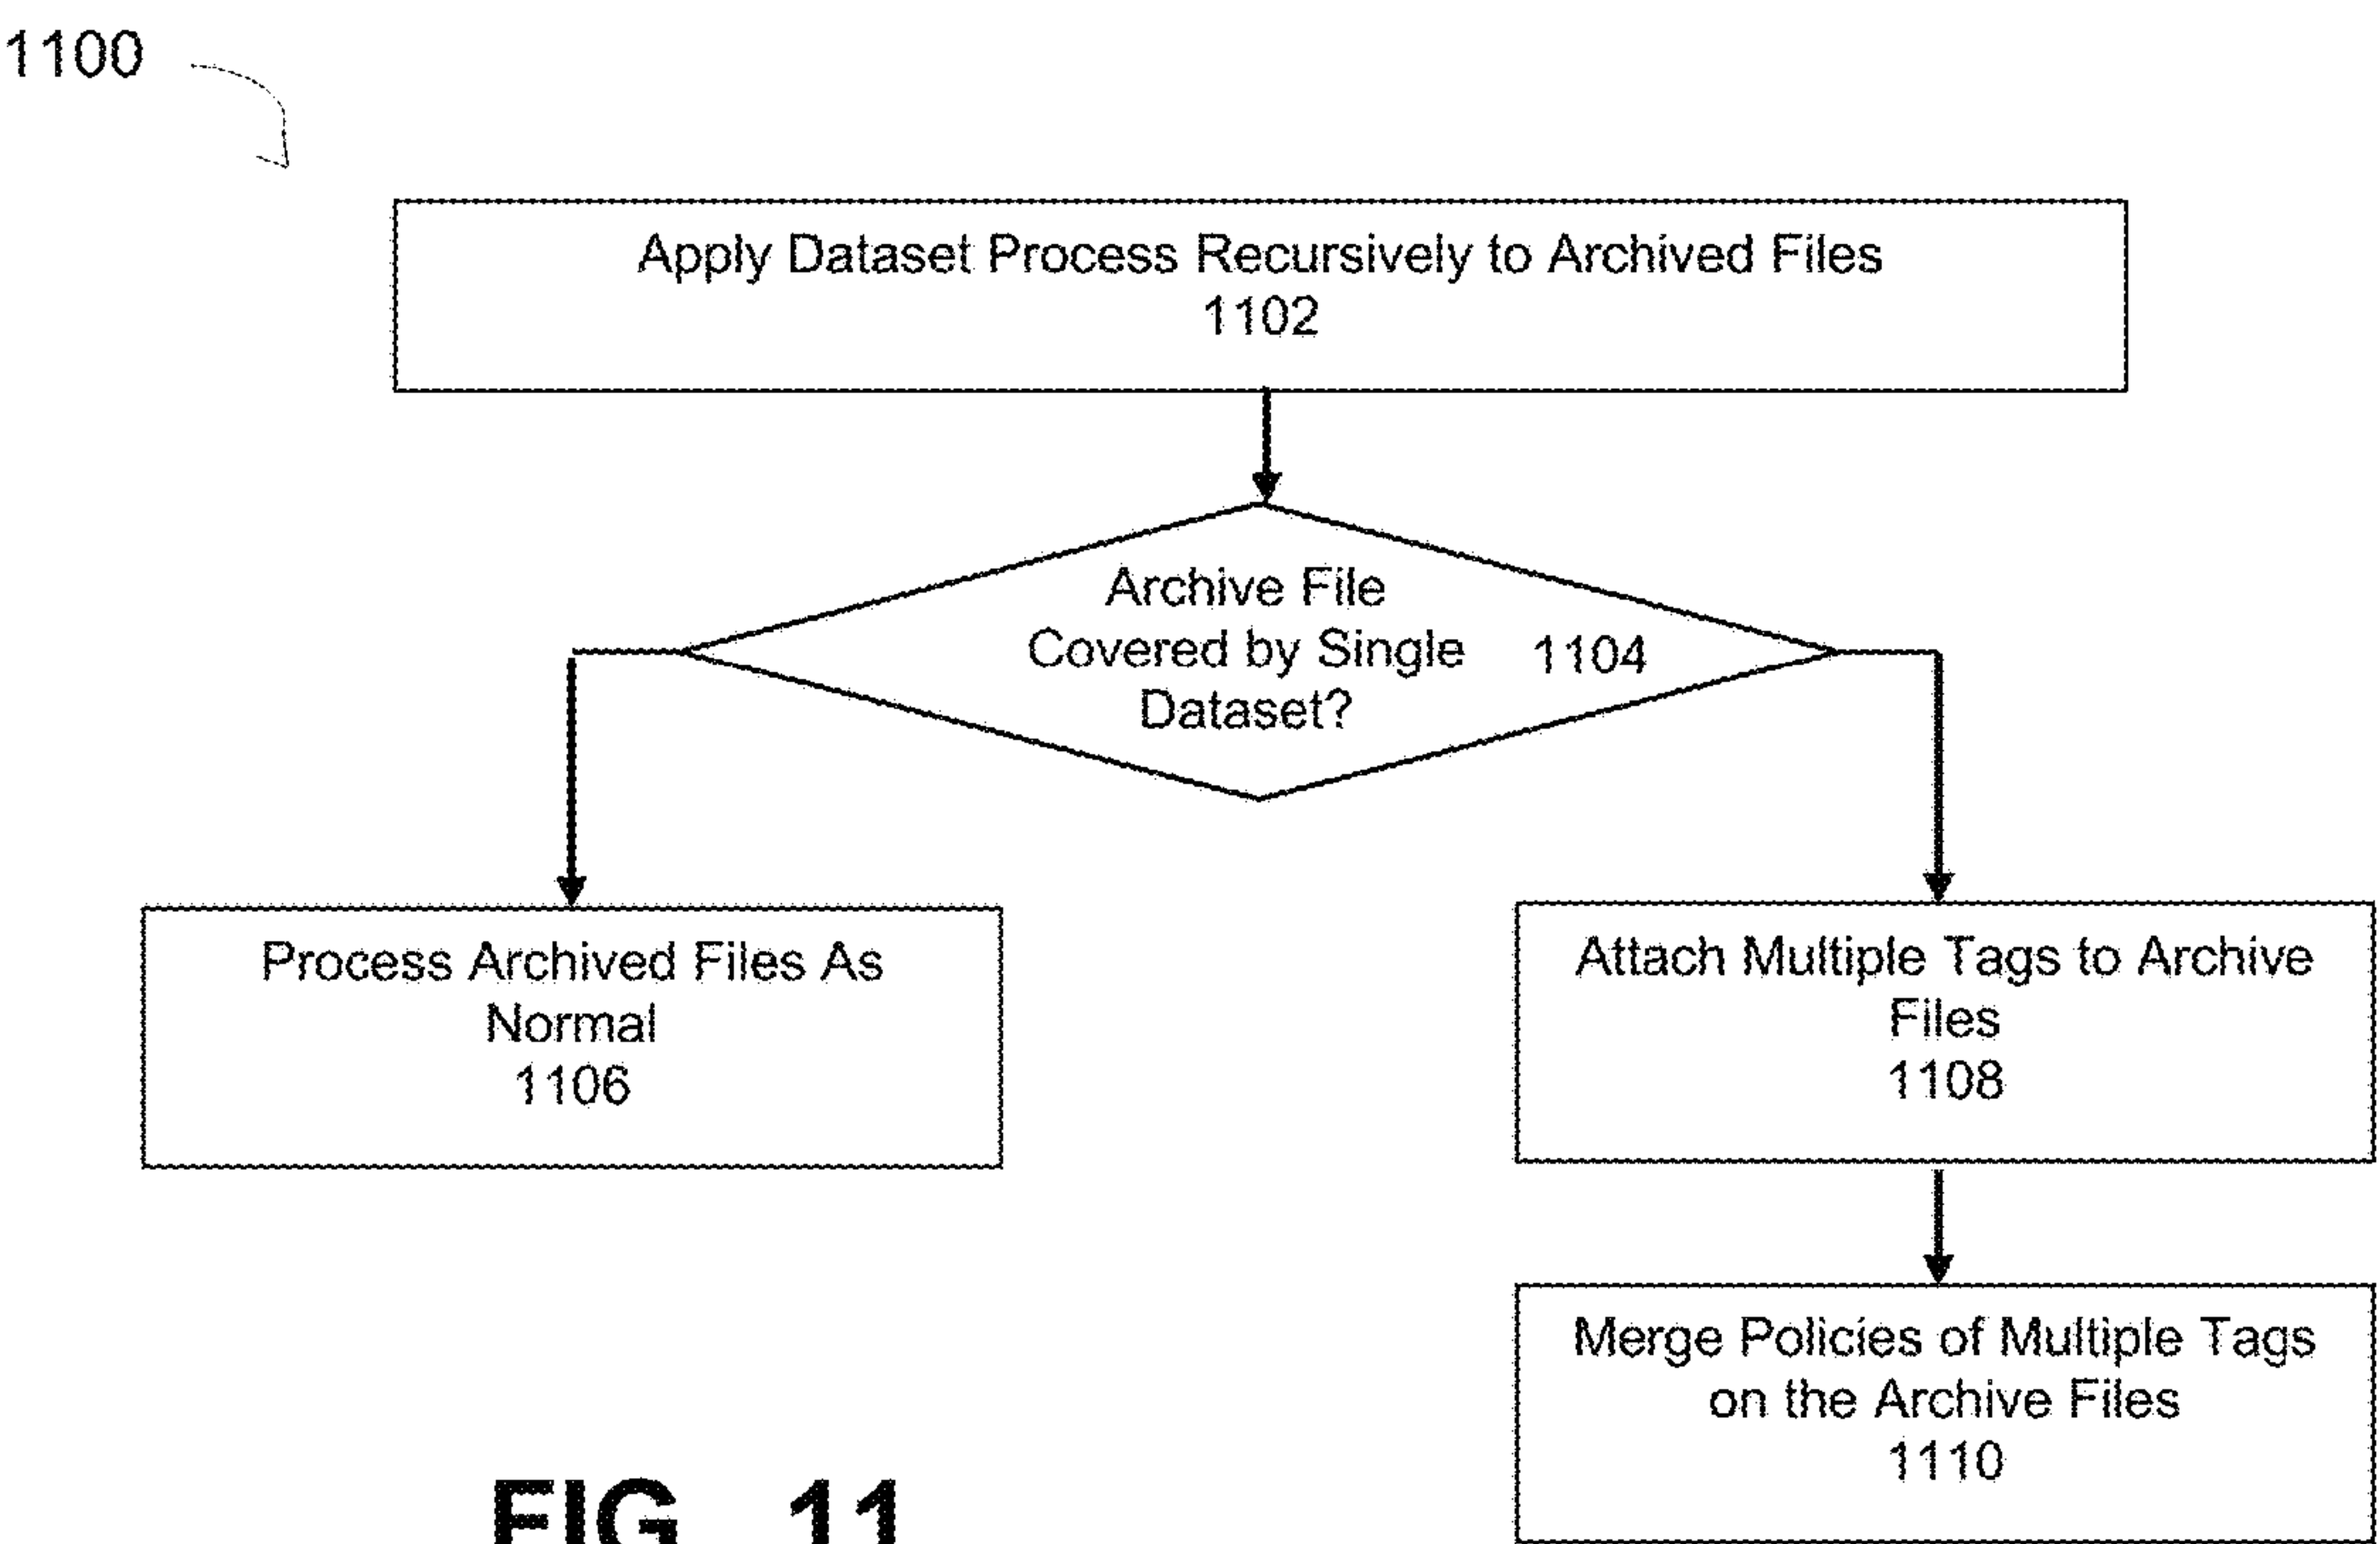 1100
Apply Dataset Process Recursively to Archived Files
1102
Archive File
Covered by Single
Dataset?
1104
Process Archived Files As
Normal
1106
Attach Multiple Tags to Archive
Files
1108
Merge Policies of Multiple Tags
on the Archive Files
1110
FIG. 11